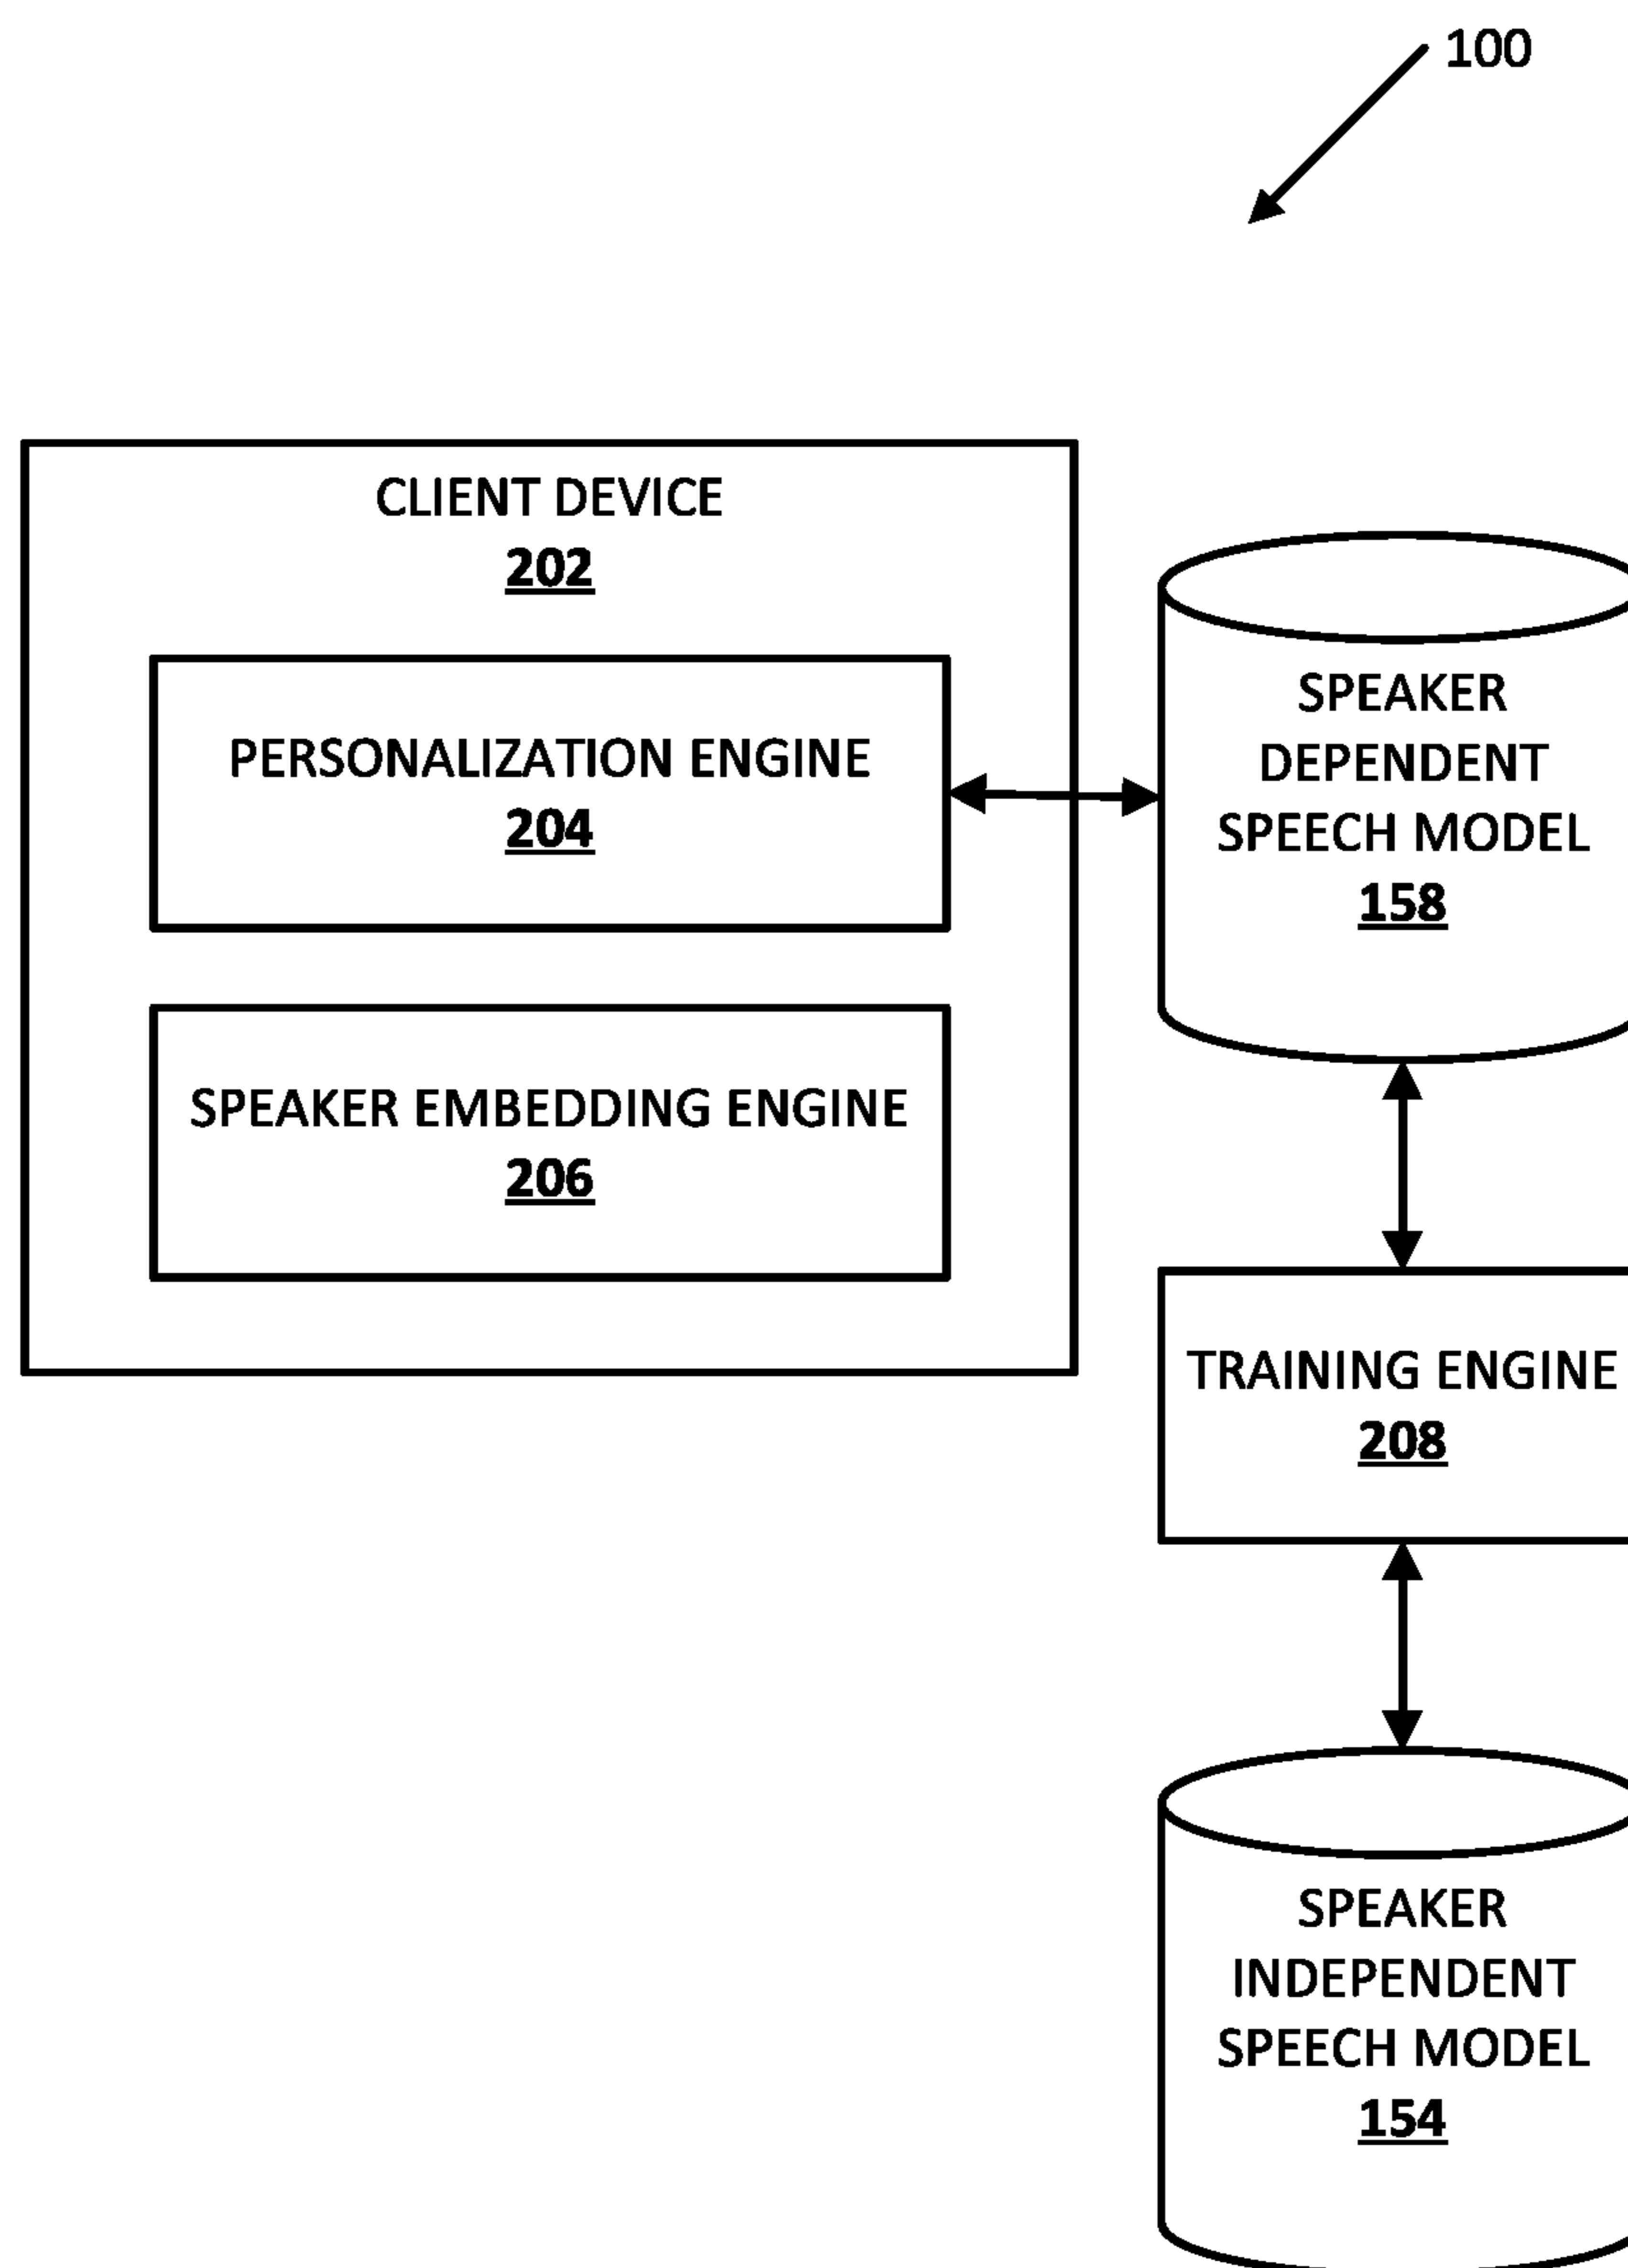 100
CLIENT DEVICE
202
PERSONALIZATION ENGINE
204
SPEAKER EMBEDDING ENGINE
206
SPEAKER
DEPENDENT
SPEECH MODEL
158
TRAINING ENGINE
208
SPEAKER
INDEPENDENT
SPEECH MODEL
154